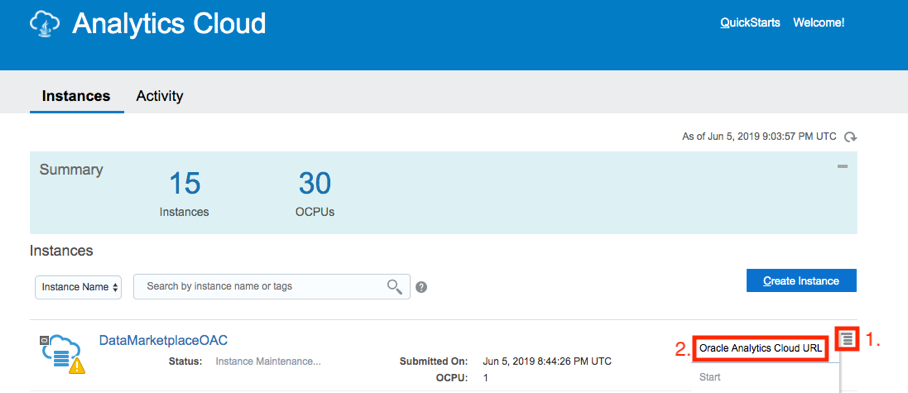 Analytics Cloud
QuickStarts Welcome!
Instances Activity
As of Jun 5, 2019 9:03:57 PM UTC
Summary
15 30
Instances OCPUs
Instances
Instance Name Search by instance name or tags ? Create Instance
DataMarketplaceOAC
1.
2. Oracle Analytics Cloud URL
Status: Instance Maintenance... Submitted On: Jun 5, 2019 8:44:26 PM UTC
OCPU: 1 Start